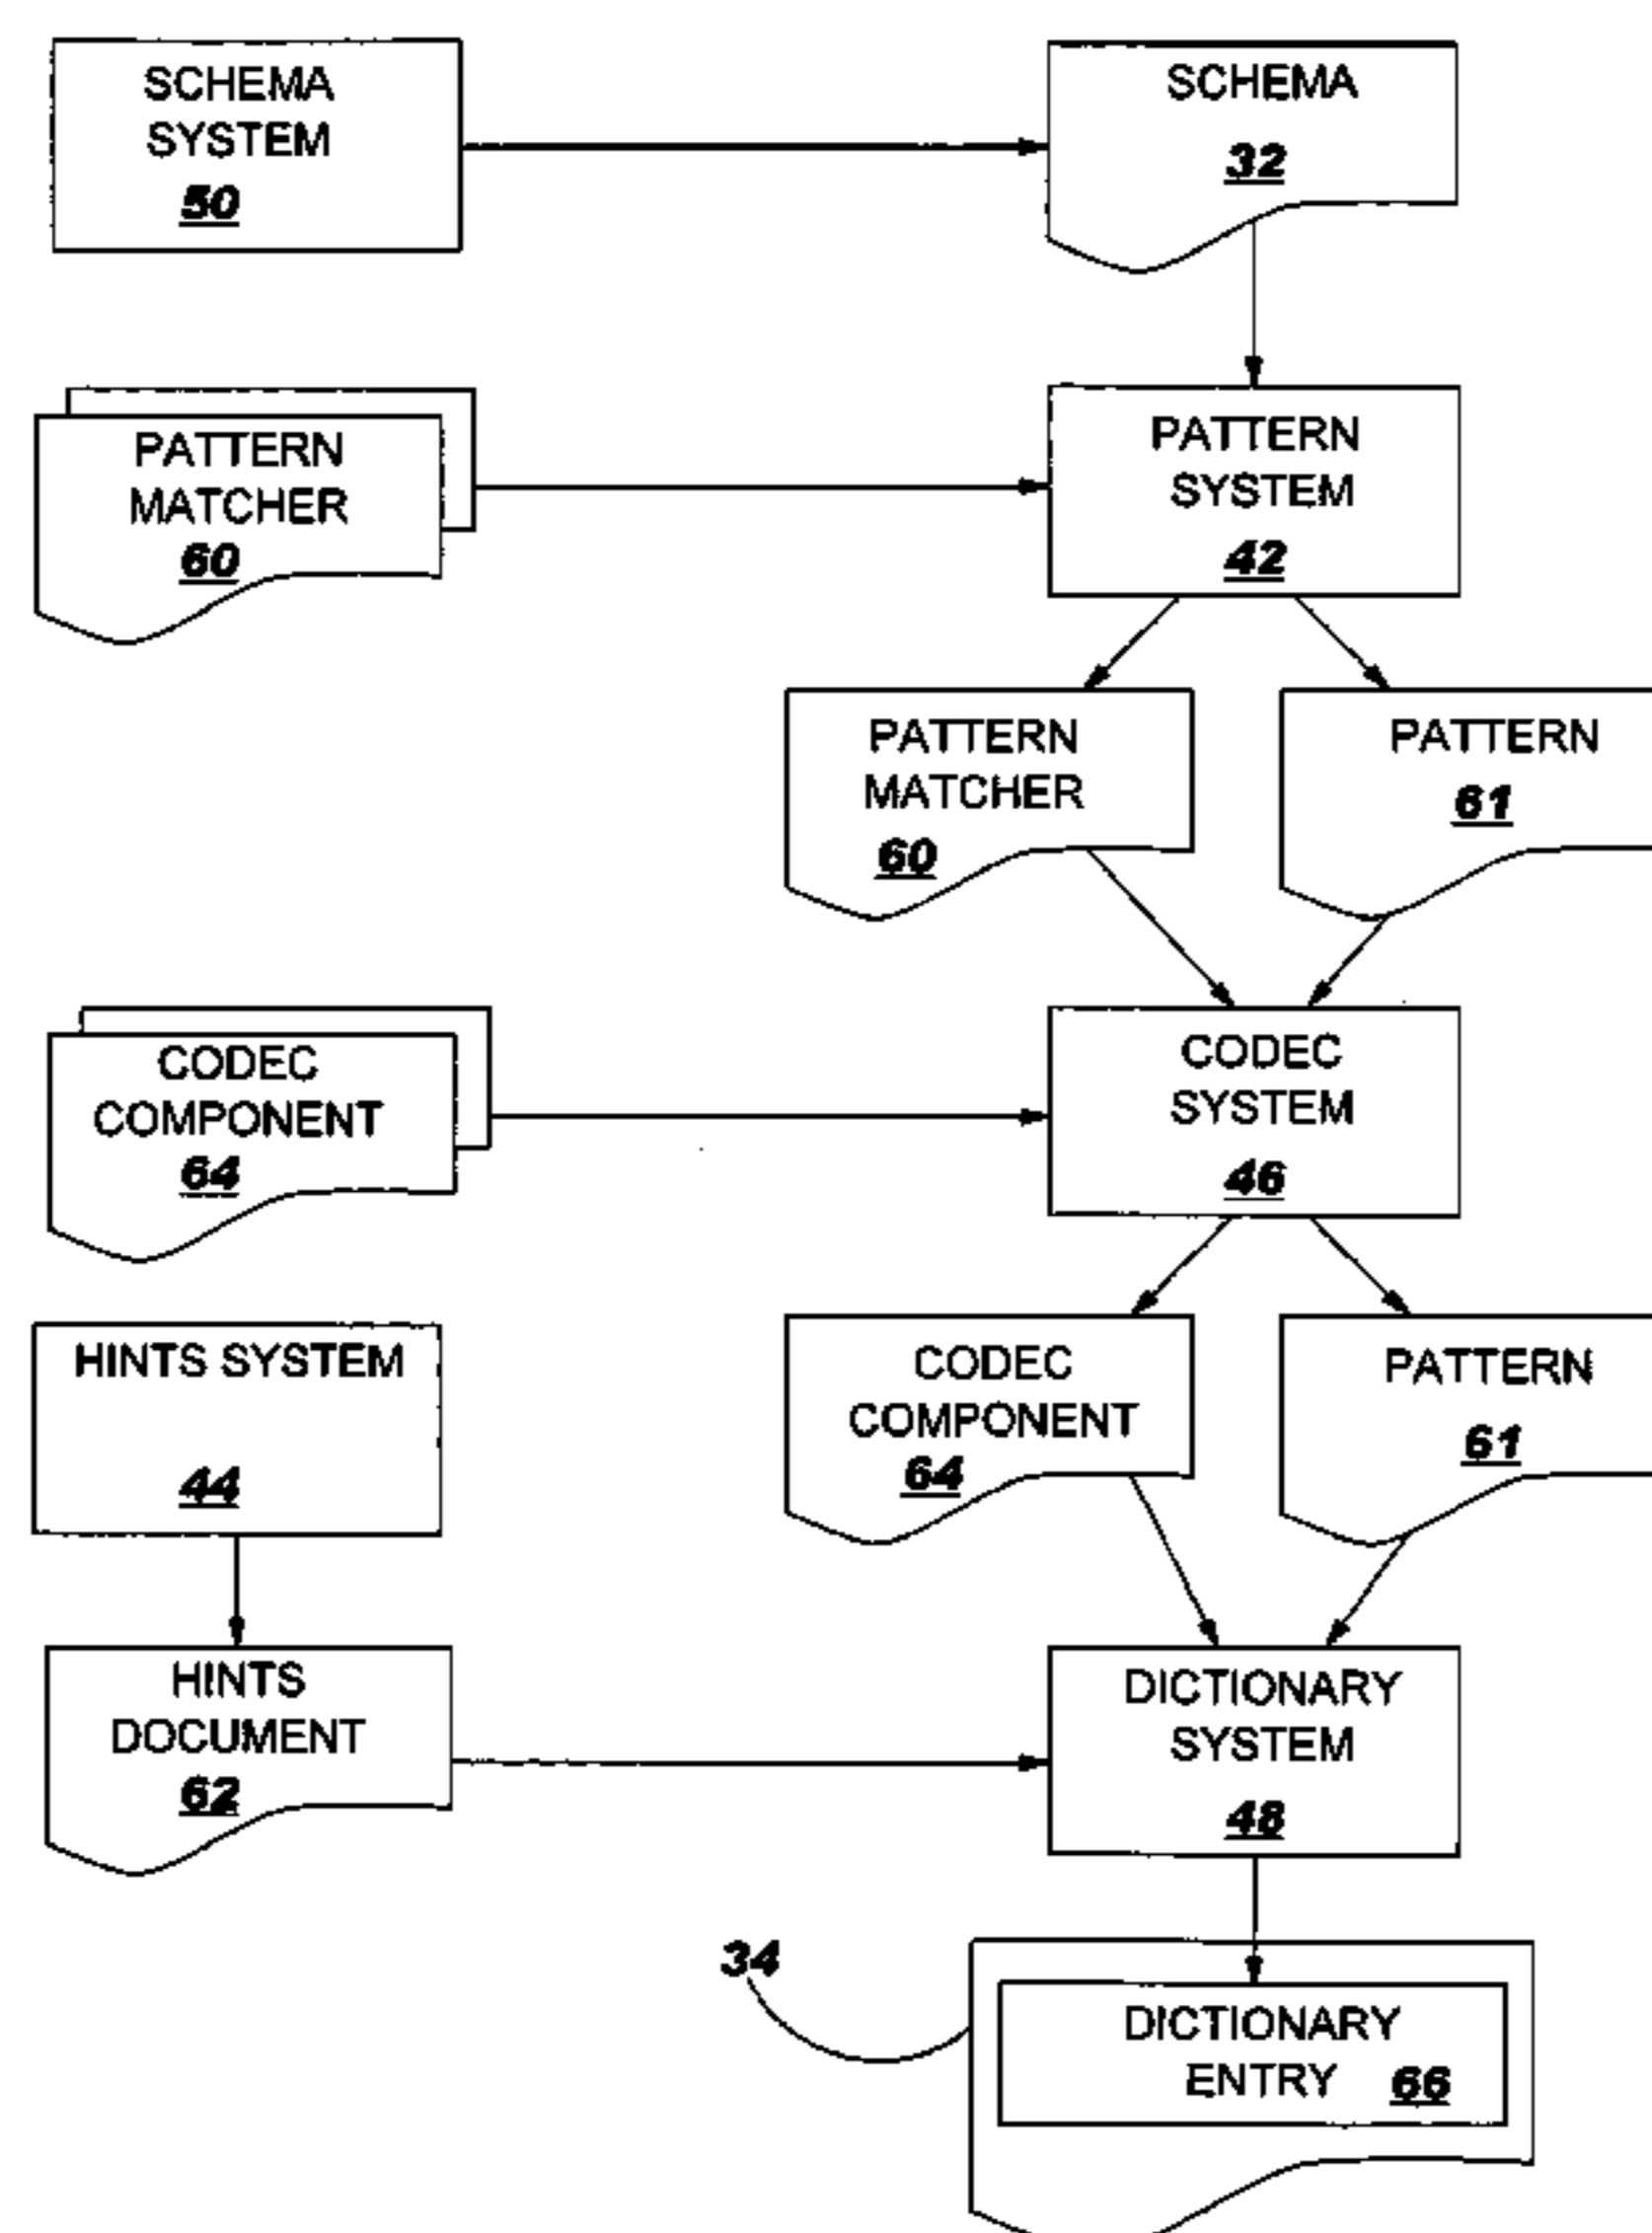 SCHEMA
SYSTEM
50
SCHEMA
32
PATTERN
MATCHER
60
PATTERN
SYSTEM
42
PATTERN
MATCHER
60
PATTERN
61
CODEC
COMPONENT
64
CODEC
SYSTEM
46
HINTS SYSTEM
44
CODEC
COMPONENT
64
PATTERN
61
HINTS
DOCUMENT
62
DICTIONARY
SYSTEM
48
34
DICTIONARY
ENTRY 66